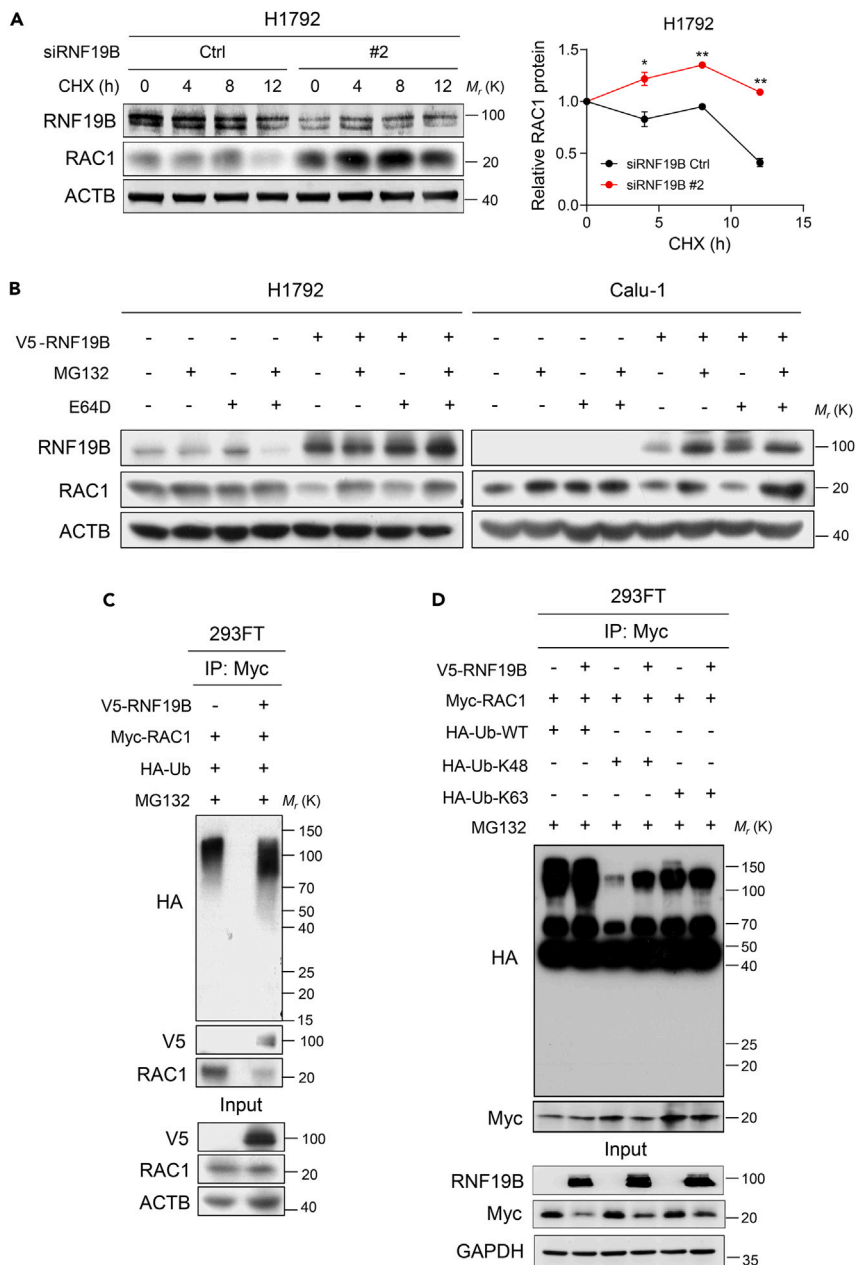 A
H1792
siRNF19B Ctrl #2
CHX (h) 0 4 8 12 0 4 8 12 Mr (K)
RNF19B 100
RAC1 20
ACTB 40
H1792
Relative RAC1 protein
1.5
1.0
0.5
0.0
0 5 10 15
CHX (h)
* ** **
siRNF19B Ctrl
siRNF19B #2
B
H1792 Calu-1
V5-RNF19B - - - - + + + + - - - - + + + +
MG132 - + - + - + - + - + - + - + - +
E64D - - + + - - + + - - + + - - + + Mr (K)
RNF19B 100
RAC1 20
ACTB 40
C
293FT
IP: Myc
V5-RNF19B - +
Myc-RAC1 + +
HA-Ub + +
MG132 + + Mr (K)
HA
150
100
70
50
40
25
20
15
V5 100
RAC1 20
Input
V5 100
RAC1 20
ACTB 40
D
293FT
IP: Myc
V5-RNF19B - + - + - +
Myc-RAC1 + + + + + +
HA-Ub-WT + + - - - -
HA-Ub-K48 - - + + - -
HA-Ub-K63 - - - - + +
MG132 + + + + + + Mr (K)
HA
150
100
70
50
40
25
20
Myc 20
Input
RNF19B 100
Myc 20
GAPDH 35